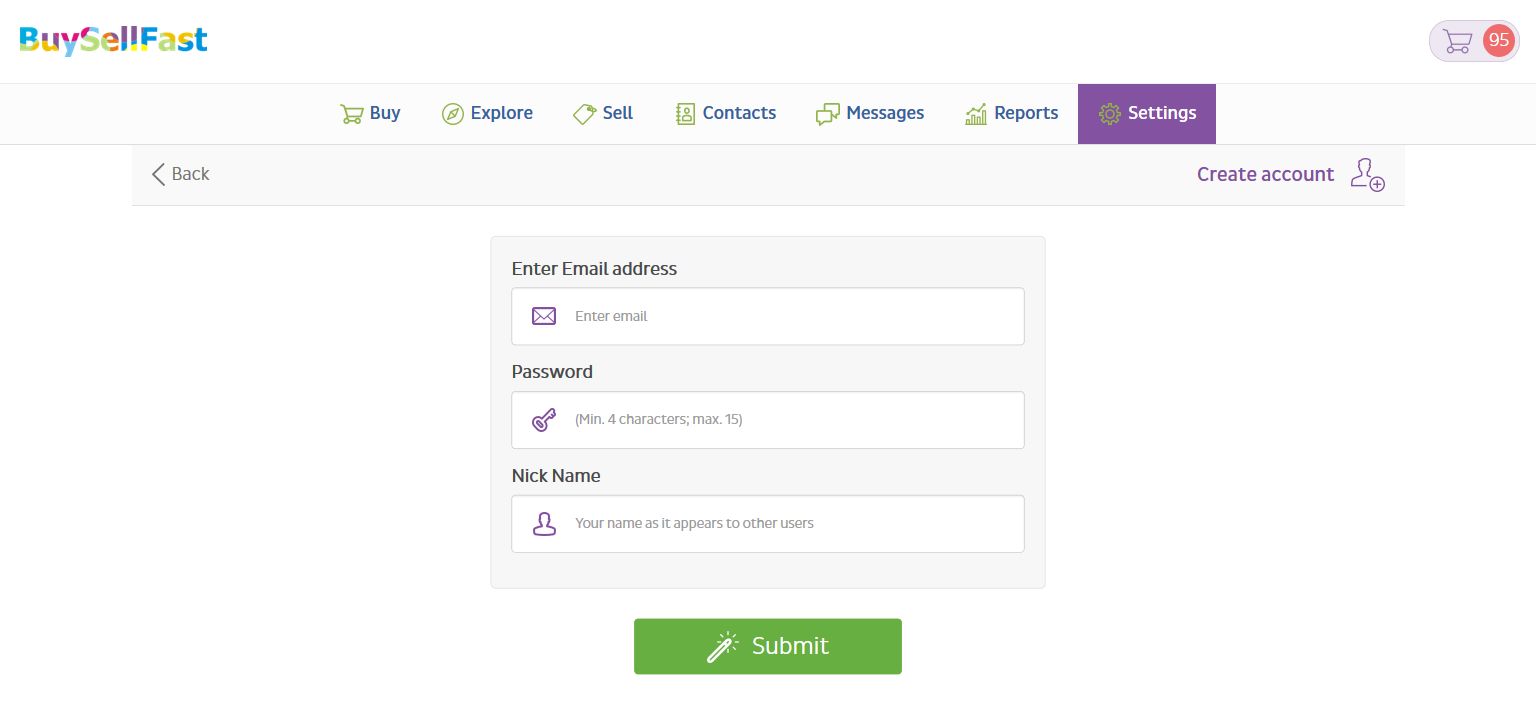 BuySellFast
95
Buy Explore Sell Contacts Messages Reports Settings
Back Create account
Enter Email address
Enter email
Password
(Min. 4 characters; max. 15)
Nick Name
Your name as it appears to other users
Submit